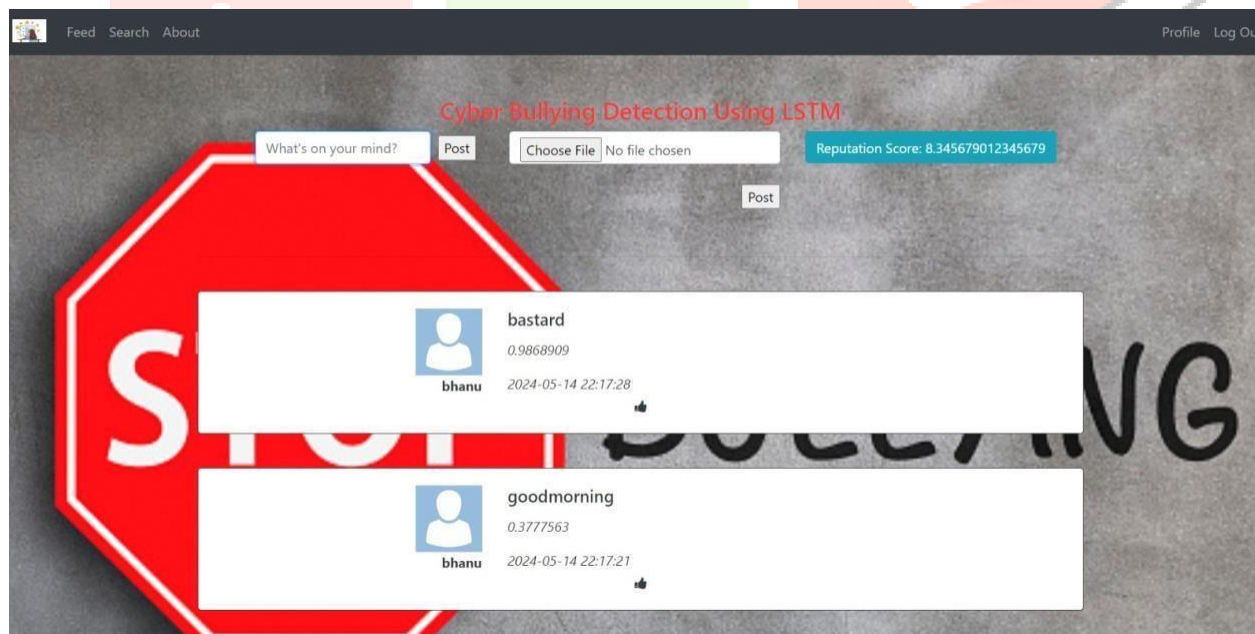 Feed Search About Profile Log Ou
Cyber Bullying Detection Using LSTM
What's on your mind? Post Choose File No file chosen Reputation Score: 8.345679012345679
Post
bastard
0.9868909
bhanu 2024-05-14 22:17:28
STOP BULLYING
goodmorning
0.3777563
bhanu 2024-05-14 22:17:21